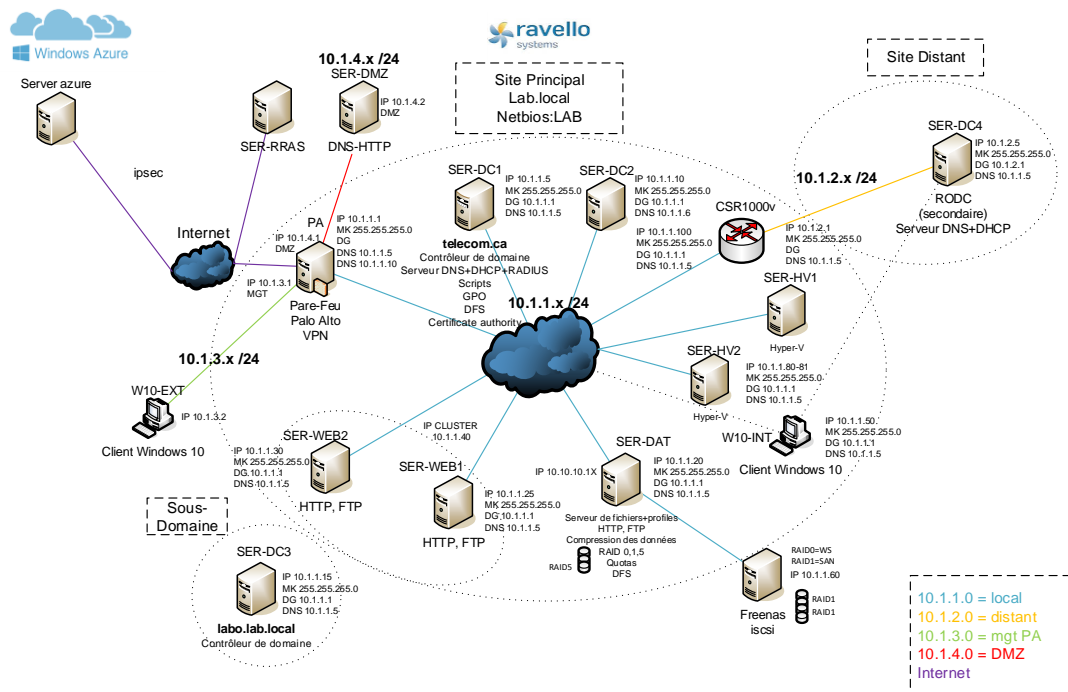 Windows Azure
ravello
systems
Server azure
10.1.4.x /24
SER-DMZ
IP 10.1.4.2
DMZ
DNS-HTTP
SER-RRAS
ipsec
Internet
Site Principal
Lab.local
Netbios:LAB
Site Distant
SER-DC4
IP 10.1.2.5
MK 255.255.255.0
DG 10.1.2.1
DNS 10.1.1.5
RODC
(secondaire)
Serveur DNS+DHCP
10.1.2.x /24
SER-DC1
IP 10.1.1.5
MK 255.255.255.0
DG 10.1.1.1
DNS 10.1.1.5
telecom.ca
Contrôleur de domaine
Serveur DNS+DHCP+RADIUS
Scripts
GPO
DFS
Certificate authority
SER-DC2
IP 10.1.1.10
MK 255.255.255.0
DG 10.1.1.1
DNS 10.1.1.6
CSR1000v
IP 10.1.1.100
MK 255.255.255.0
DG 10.1.1.1
DNS 10.1.1.5
IP 10.1.2.1
MK 255.255.255.0
DG
DNS 10.1.1.5
PA
IP 10.1.1.1
MK 255.255.255.0
DG
DNS 10.1.1.5
DNS 10.1.1.10
IP 10.1.4.1
DMZ
IP 10.1.3.1
MGT
Pare-Feu
Palo Alto
VPN
10.1.1.x /24
SER-HV1
Hyper-V
SER-HV2
IP 10.1.1.80-81
MK 255.255.255.0
DG 10.1.1.1
DNS 10.1.1.5
Hyper-V
10.1.3.x /24
W10-EXT
IP 10.1.3.2
Client Windows 10
W10-INT
IP 10.1.1.50
MK 255.255.255.0
DG 10.1.1.1
DNS 10.1.1.5
Client Windows 10
IP CLUSTER
10.1.1.40
SER-WEB2
IP 10.1.1.30
MK 255.255.255.0
DG 10.1.1.1
DNS 10.1.1.5
HTTP, FTP
SER-WEB1
IP 10.1.1.25
MK 255.255.255.0
DG 10.1.1.1
DNS 10.1.1.5
HTTP, FTP
SER-DAT
IP 10.10.10.1X
IP 10.1.1.20
MK 255.255.255.0
DG 10.1.1.1
DNS 10.1.1.5
Serveur de fichiers+profiles
HTTP, FTP
Compression des données
RAID 0,1,5
Quotas
DFS
RAID5
Sous-
Domaine
SER-DC3
IP 10.1.1.15
MK 255.255.255.0
DG 10.1.1.1
DNS 10.1.1.5
labo.lab.local
Contrôleur de domaine
RAID0=WS
RAID1=SAN
IP 10.1.1.60
RAID1
RAID1
Freenas
iscsi
10.1.1.0 = local
10.1.2.0 = distant
10.1.3.0 = mgt PA
10.1.4.0 = DMZ
Internet